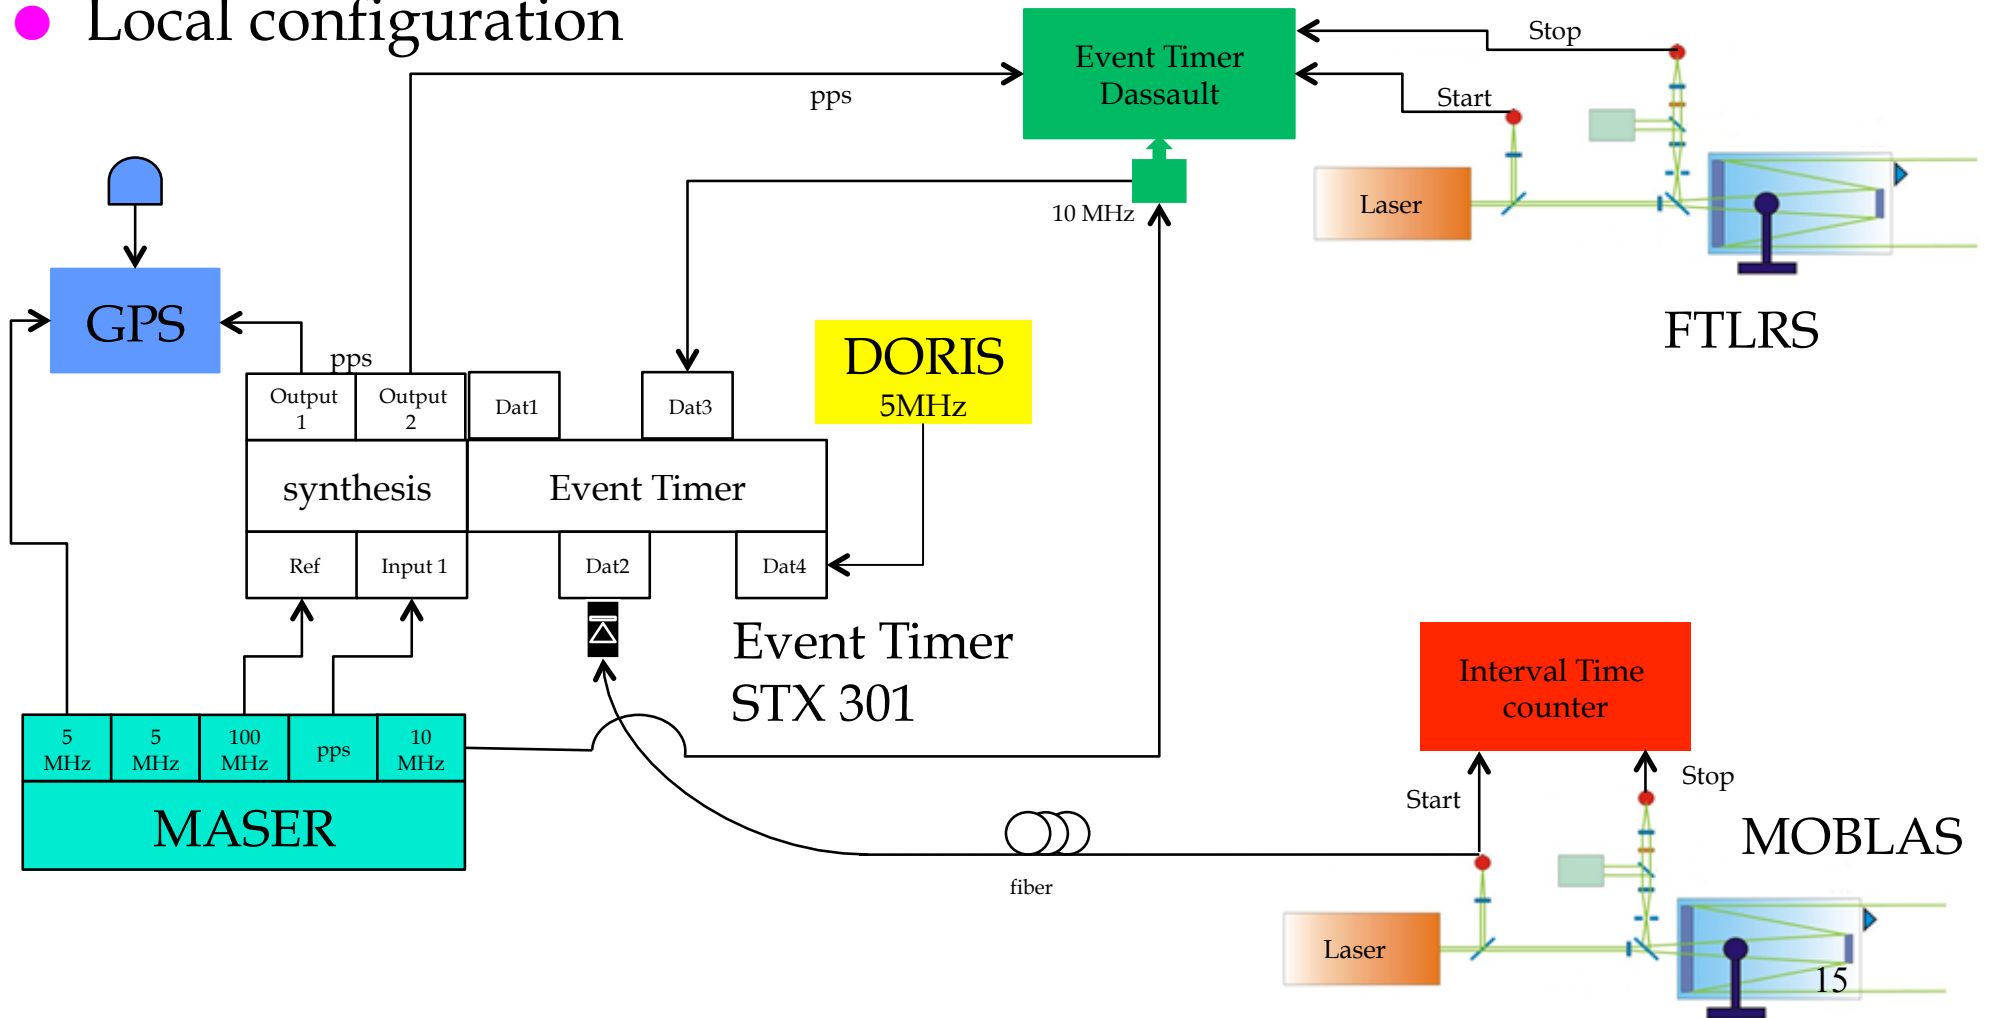 Local configuration
Event Timer
Dassault
Stop
Start
pps
10 MHz
Laser
FTLRS
GPS
pps
DORIS
5MHz
Output
1
Output
2
Dat1
Dat3
synthesis
Event Timer
Ref
Input 1
Dat2
Dat4
Event Timer
STX 301
5
MHz
5
MHz
100
MHz
pps
10
MHz
MASER
Interval Time
counter
Start
Stop
MOBLAS
fiber
Laser
15